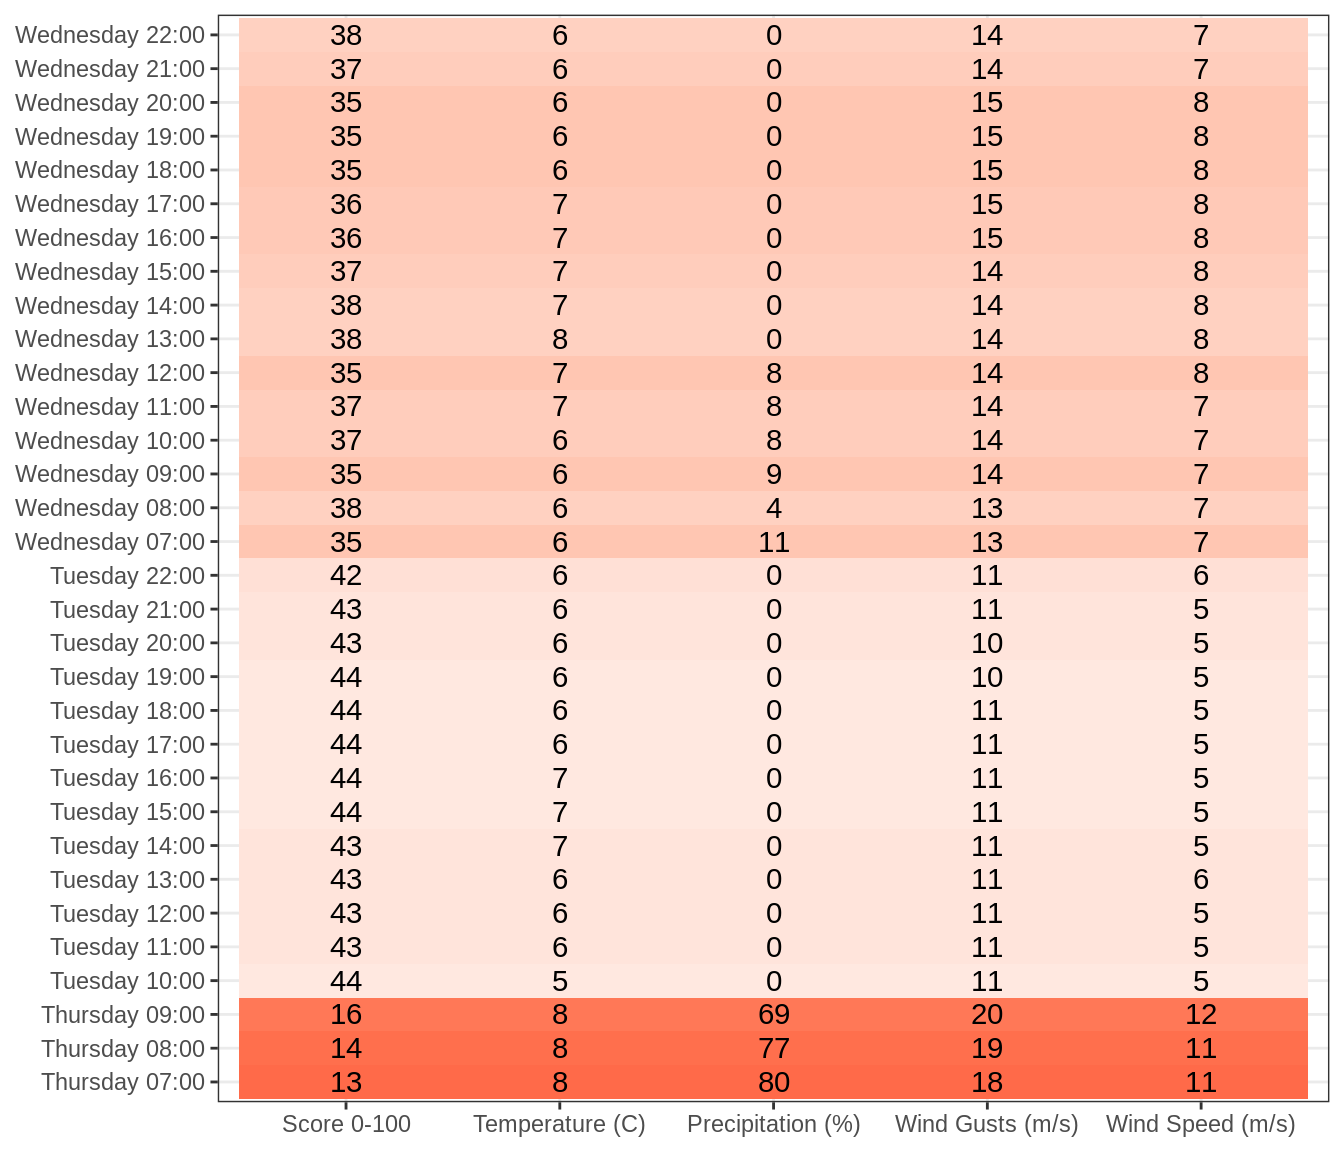 Wednesday 22:00 38 6 0 14 7
Wednesday 21:00 37 6 0 14 7
Wednesday 20:00 35 6 0 15 8
Wednesday 19:00 35 6 0 15 8
Wednesday 18:00 35 6 0 15 8
Wednesday 17:00 36 7 0 15 8
Wednesday 16:00 36 7 0 15 8
Wednesday 15:00 37 7 0 14 8
Wednesday 14:00 38 7 0 14 8
Wednesday 13:00 38 8 0 14 8
Wednesday 12:00 35 7 8 14 8
Wednesday 11:00 37 7 8 14 7
Wednesday 10:00 37 6 8 14 7
Wednesday 09:00 35 6 9 14 7
Wednesday 08:00 38 6 4 13 7
Wednesday 07:00 35 6 11 13 7
Tuesday 22:00 42 6 0 11 6
Tuesday 21:00 43 6 0 11 5
Tuesday 20:00 43 6 0 10 5
Tuesday 19:00 44 6 0 10 5
Tuesday 18:00 44 6 0 11 5
Tuesday 17:00 44 6 0 11 5
Tuesday 16:00 44 7 0 11 5
Tuesday 15:00 44 7 0 11 5
Tuesday 14:00 43 7 0 11 5
Tuesday 13:00 43 6 0 11 6
Tuesday 12:00 43 6 0 11 5
Tuesday 11:00 43 6 0 11 5
Tuesday 10:00 44 5 0 11 5
Thursday 09:00 16 8 69 20 12
Thursday 08:00 14 8 77 19 11
Thursday 07:00 13 8 80 18 11
Score 0-100 Temperature (C) Precipitation (%) Wind Gusts (m/s) Wind Speed (m/s)